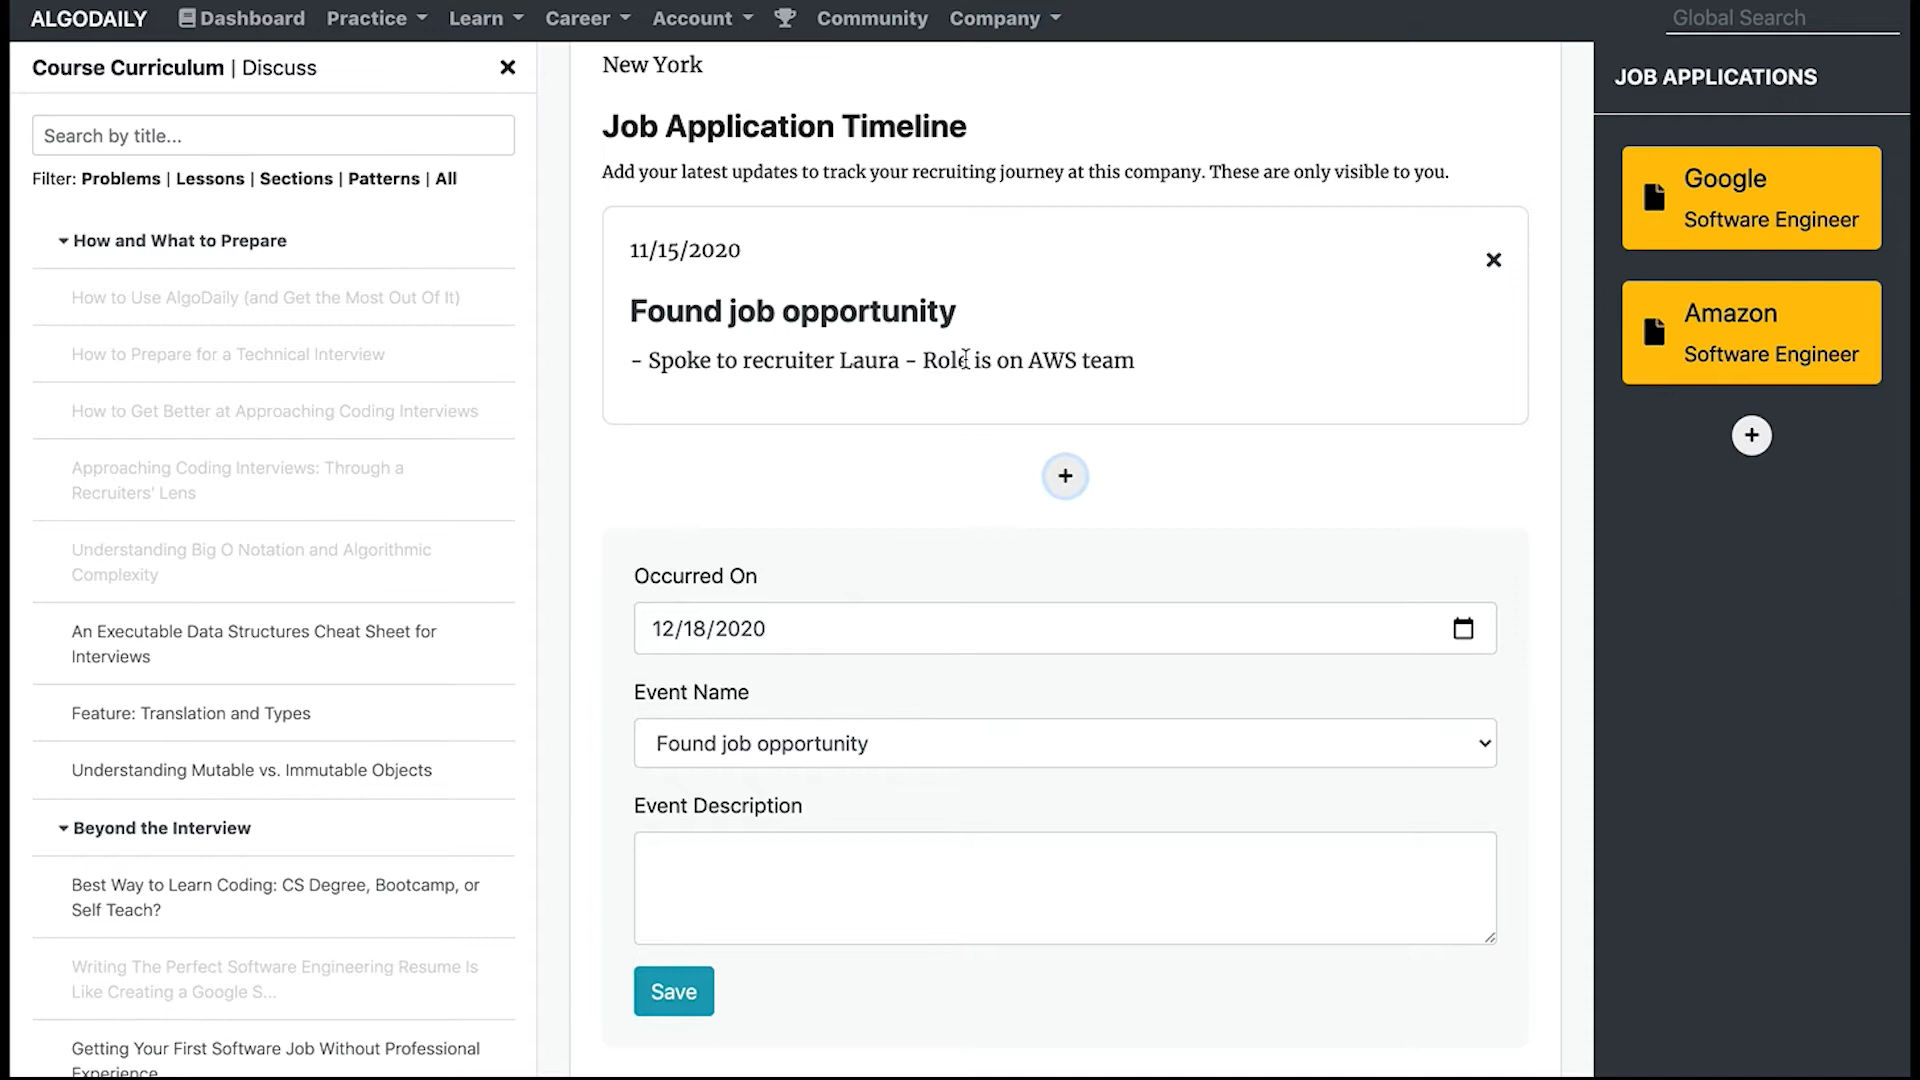 ALGODAILY Dashboard Practice Learn Career Account Community Company Global Search
Course Curriculum | Discuss
Search by title...
Filter: Problems | Lessons | Sections | Patterns | All
How and What to Prepare
How to Use AlgoDaily (and Get the Most Out Of It)
How to Prepare for a Technical Interview
How to Get Better at Approaching Coding Interviews
Approaching Coding Interviews: Through a
Recruiters' Lens
Understanding Big O Notation and Algorithmic
Complexity
An Executable Data Structures Cheat Sheet for
Interviews
Feature: Translation and Types
Understanding Mutable vs. Immutable Objects
Beyond the Interview
Best Way to Learn Coding: CS Degree, Bootcamp, or
Self Teach?
Writing The Perfect Software Engineering Resume Is
Like Creating a Google S...
Getting Your First Software Job Without Professional
Experience
New York
Job Application Timeline
Add your latest updates to track your recruiting journey at this company. These are only visible to you.
11/15/2020
Found job opportunity
- Spoke to recruiter Laura - Role is on AWS team
Occurred On
12/18/2020
Event Name
Found job opportunity
Event Description
Save
JOB APPLICATIONS
Google
Software Engineer
Amazon
Software Engineer